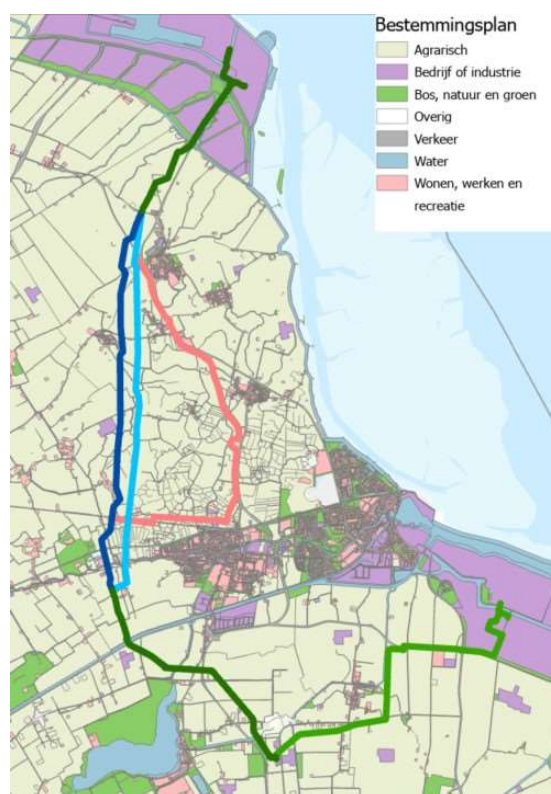 Bestemmingsplan
Agrarisch
Bedrijf of industrie
Bos, natuur en groen
Overig
Verkeer
Water
Wonen, werken en
recreatie